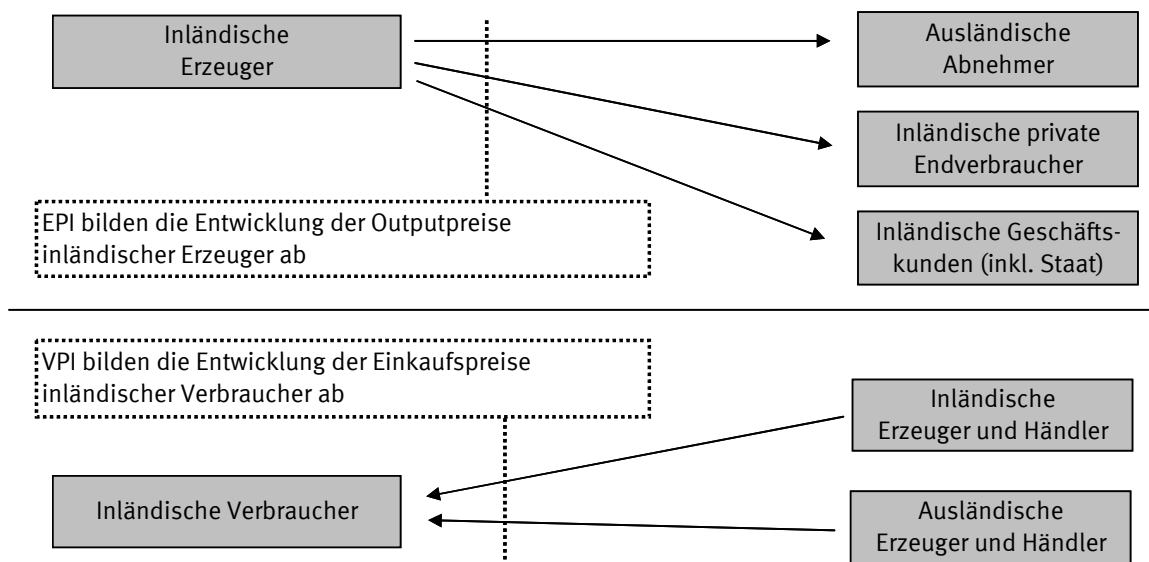 Inländische
Erzeuger
Ausländische
Abnehmer
Inländische private
Endverbraucher
EPI bilden die Entwicklung der Outputpreise
inländischer Erzeuger ab
Inländische Geschäfts-
kunden (inkl. Staat)
VPI bilden die Entwicklung der Einkaufspreise
inländischer Verbraucher ab
Inländische
Erzeuger und Händler
Inländische Verbraucher
Ausländische
Erzeuger und Händler